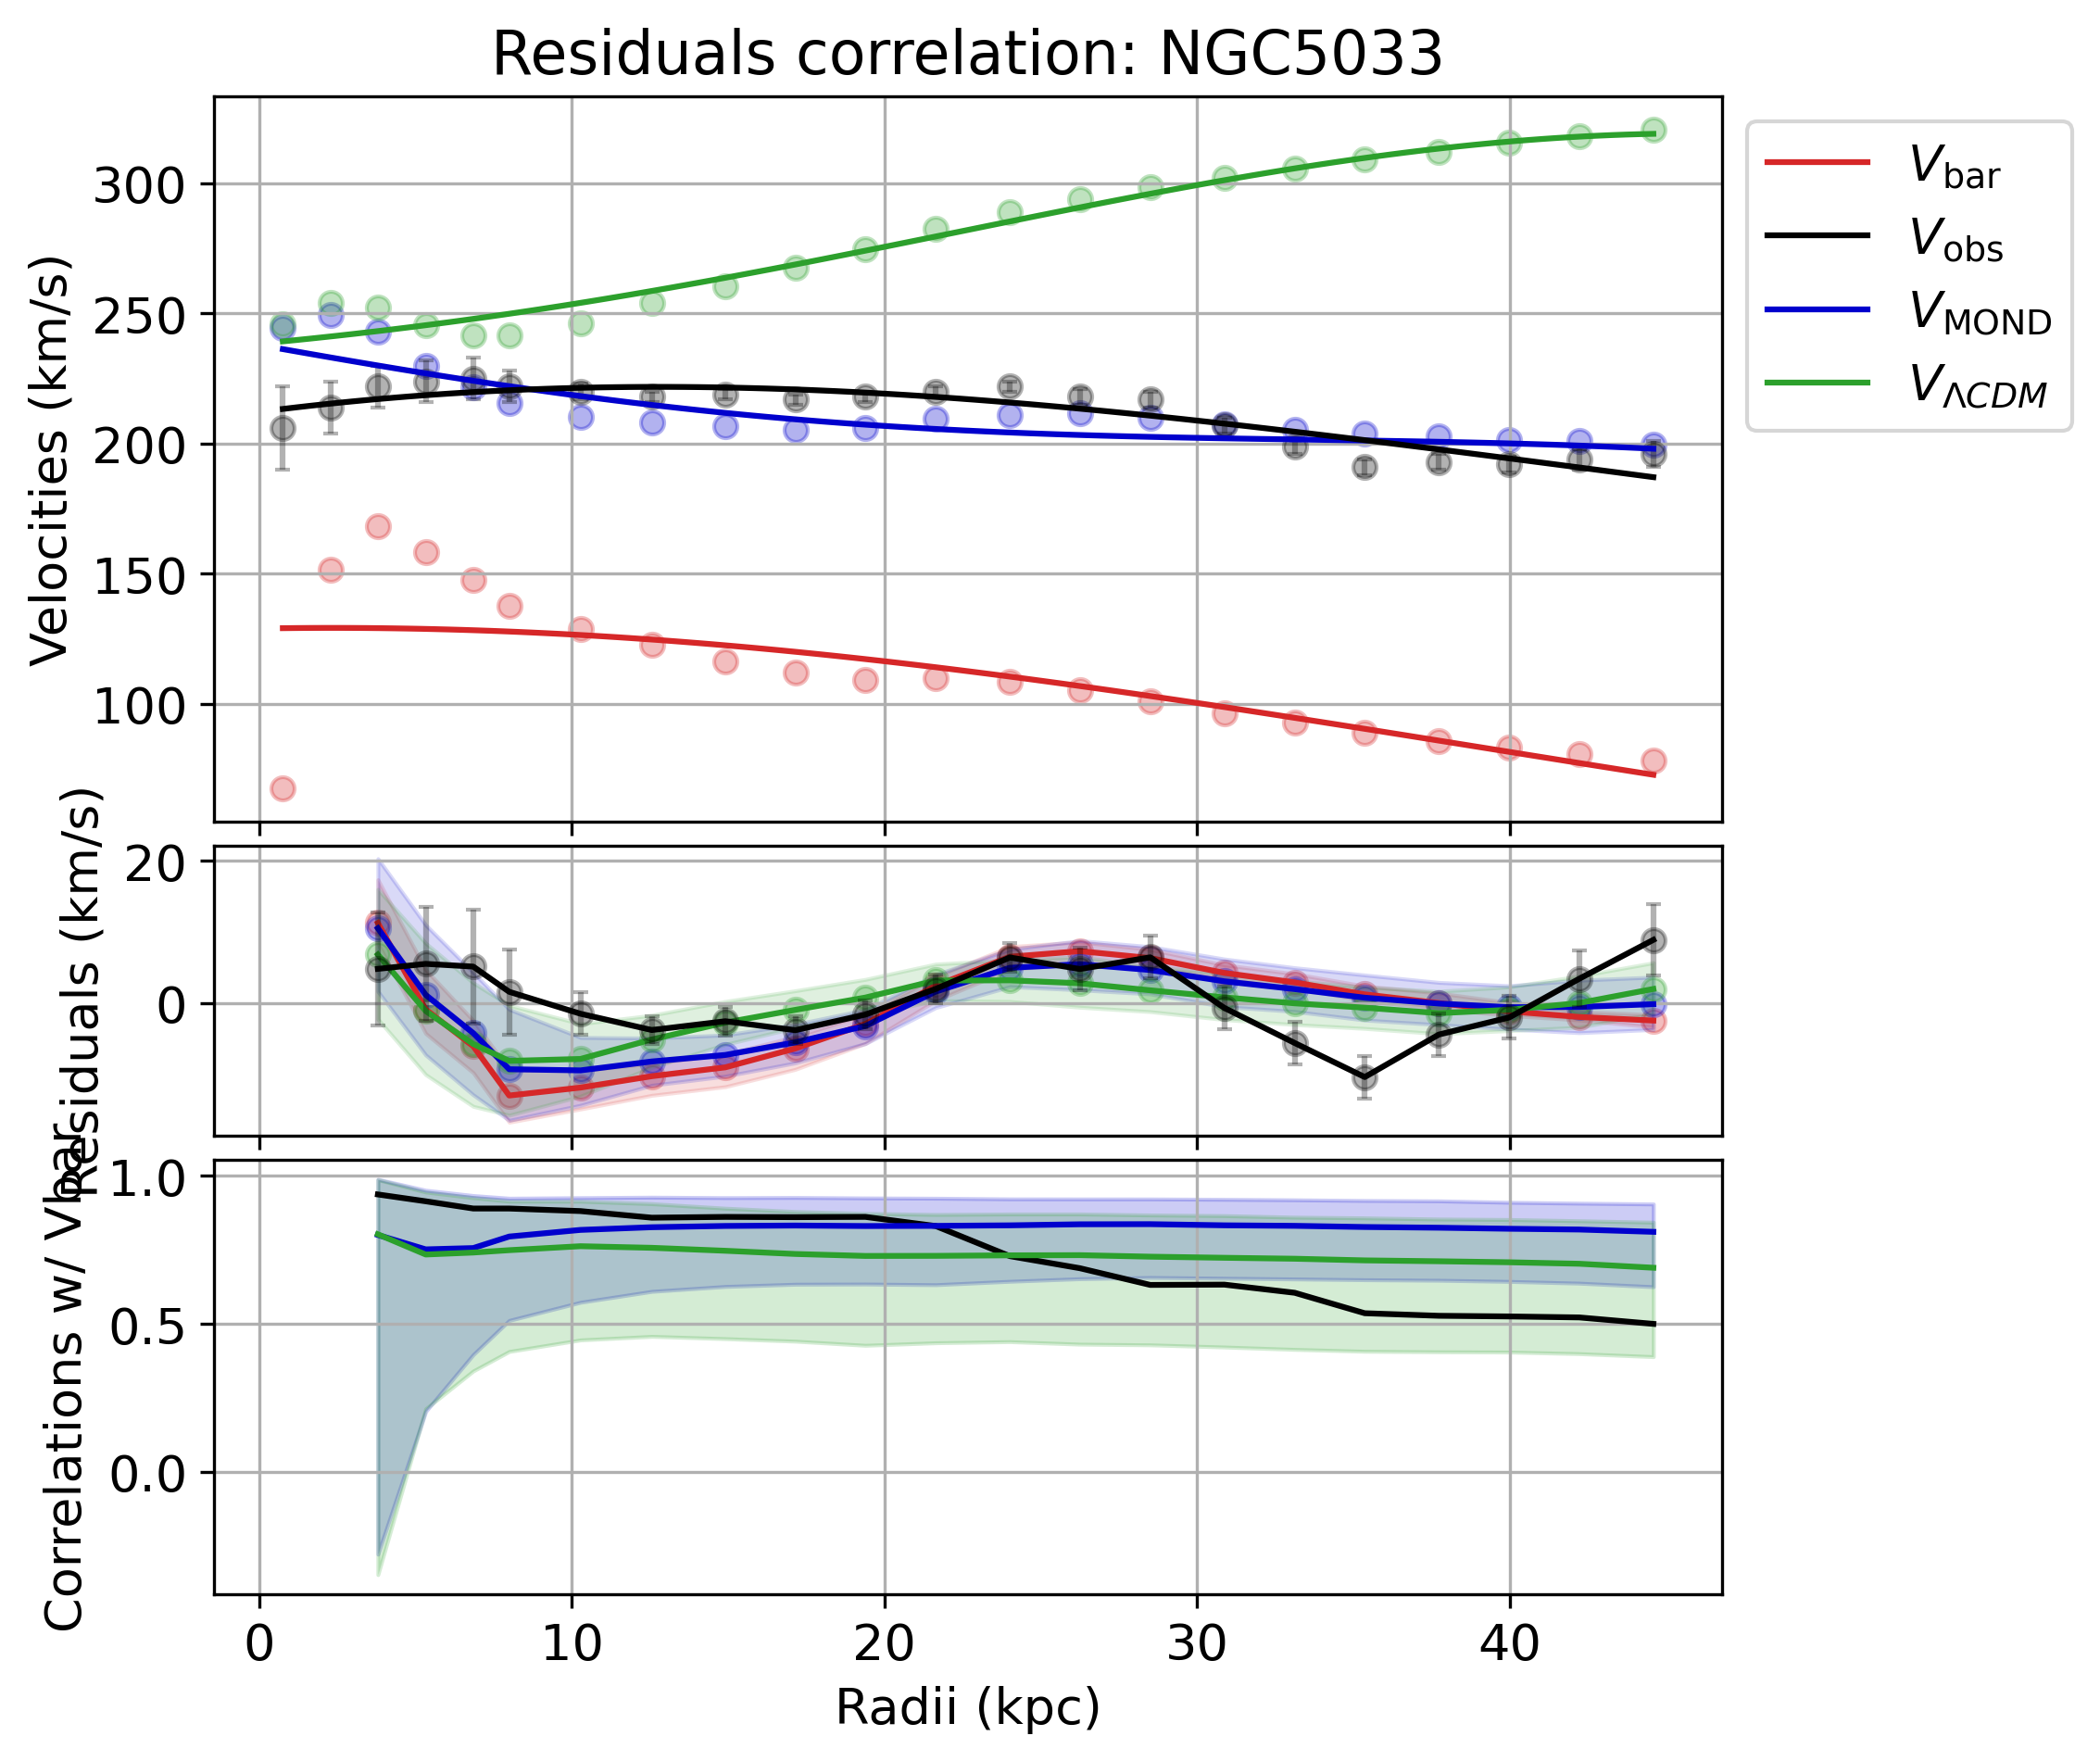 Residuals correlation: NGC5033
Velocities (km/s)
300
250
200
150
100
V_bar
V_obs
V_MOND
V_ΛCDM
Residuals (km/s)
20
0
Correlations w/ Vbar
1.0
0.5
0.0
0 10 20 30 40
Radii (kpc)